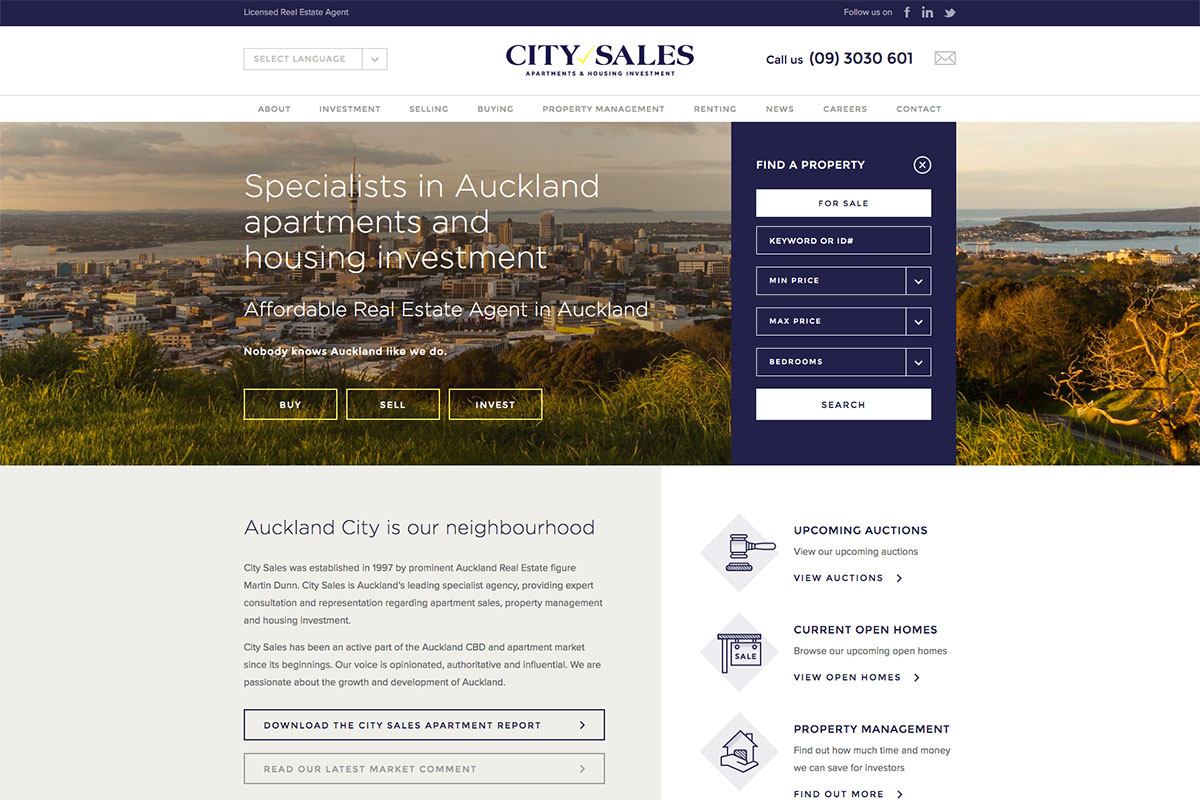 Licensed Real Estate Agent
Follow us on
SELECT LANGUAGE
CITY SALES
APARTMENTS & HOUSING INVESTMENT
Call us (09) 3030 601
ABOUT INVESTMENT SELLING BUYING PROPERTY MANAGEMENT RENTING NEWS CAREERS CONTACT
Specialists in Auckland
apartments and
housing investment
Affordable Real Estate Agent in Auckland
Nobody knows Auckland like we do.
BUY SELL INVEST
FIND A PROPERTY
FOR SALE
KEYWORD OR ID#
MIN PRICE
MAX PRICE
BEDROOMS
SEARCH
Auckland City is our neighbourhood
City Sales was established in 1997 by prominent Auckland Real Estate figure
Martin Dunn. City Sales is Auckland's leading specialist agency, providing expert
consultation and representation regarding apartment sales, property management
and housing investment.
City Sales has been an active part of the Auckland CBD and apartment market
since its beginnings. Our voice is opinionated, authoritative and influential. We are
passionate about the growth and development of Auckland.
DOWNLOAD THE CITY SALES APARTMENT REPORT
READ OUR LATEST MARKET COMMENT
UPCOMING AUCTIONS
View our upcoming auctions
VIEW AUCTIONS
SALE
CURRENT OPEN HOMES
Browse our upcoming open homes
VIEW OPEN HOMES
PROPERTY MANAGEMENT
Find out how much time and money
we can save for investors
FIND OUT MORE